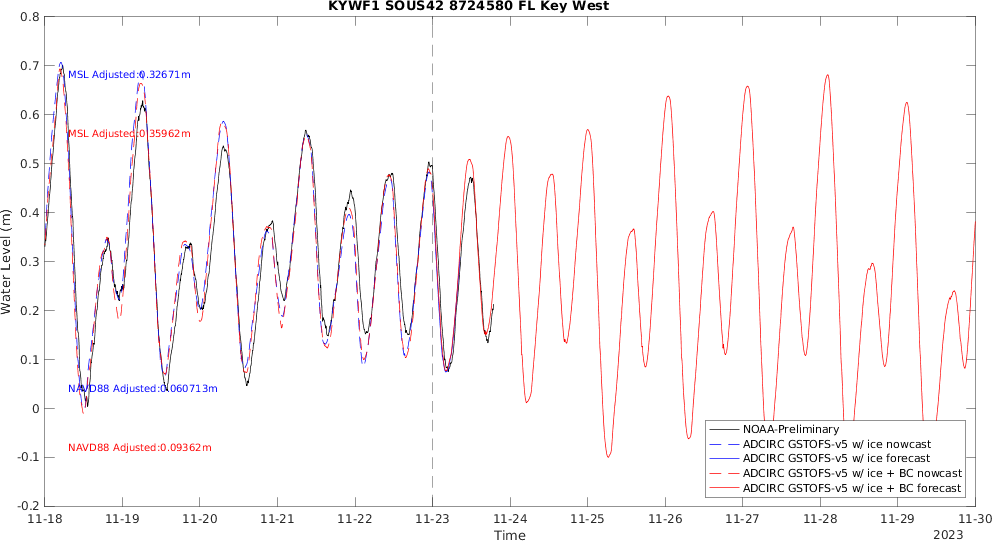 KYWF1 SOUS42 8724580 FL Key West
0.8
0.7
0.6
0.5
0.4
0.3
0.2
0.1
0
-0.1
-0.2
Water Level (m)
MSL Adjusted:0.32671m
MSL Adjusted:0.35962m
NAVD88 Adjusted:0.060713m
NAVD88 Adjusted:0.09362m
NOAA-Preliminary
ADCIRC GSTOFS-v5 w/ ice nowcast
ADCIRC GSTOFS-v5 w/ ice forecast
ADCIRC GSTOFS-v5 w/ ice + BC nowcast
ADCIRC GSTOFS-v5 w/ ice + BC forecast
11-18 11-19 11-20 11-21 11-22 11-23 11-24 11-25 11-26 11-27 11-28 11-29 11-30
Time
2023